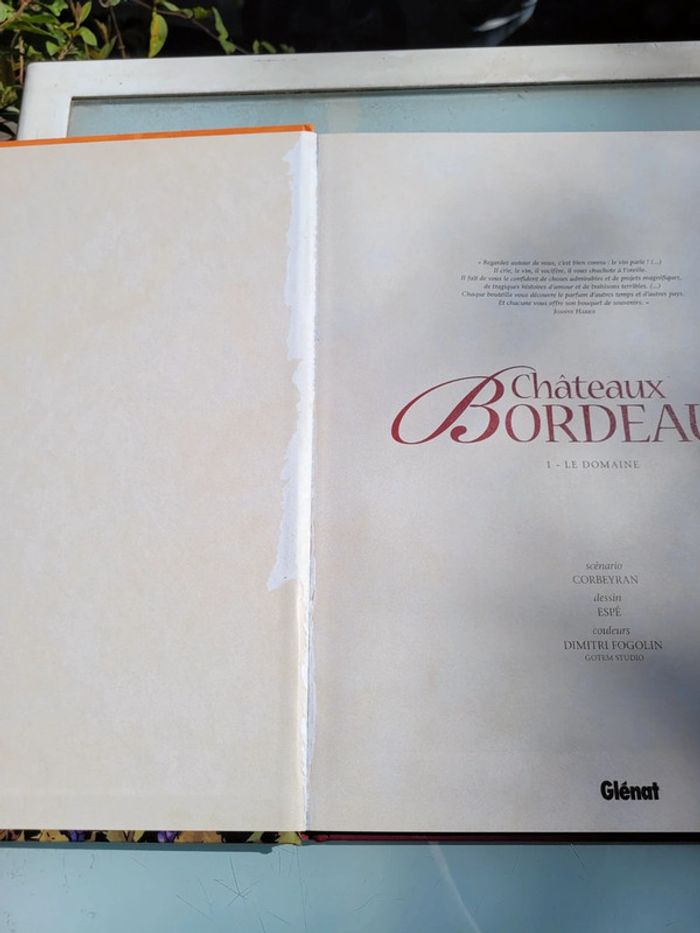 « Regardez autour de vous, c'est bien connu : le vin parle ! (...)
Il crie, le vin, il vocifère, il vous chuchote à l'oreille.
Il fait de vous le confident de choses admirables et de projets magnifiques,
de tragiques histoires d'amour et de trahisons terribles. (...)
Chaque bouteille vous découvre le parfum d'autres temps et d'autres pays.
Et chacune vous offre son bouquet de souvenirs. »
Joanne Harris
Châteaux
BORDEAU
1 - LE DOMAINE
scénario
CORBEYRAN
dessin
ESPÉ
couleurs
DIMITRI FOGOLIN
GOTEM STUDIO
Glénat